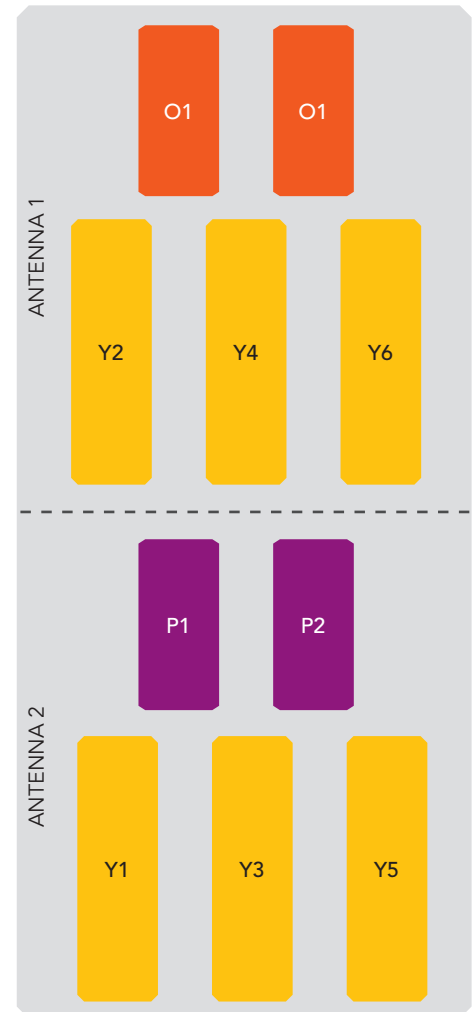 ANTENNA 1
O1 O1
Y2 Y4 Y6
ANTENNA 2
P1 P2
Y1 Y3 Y5